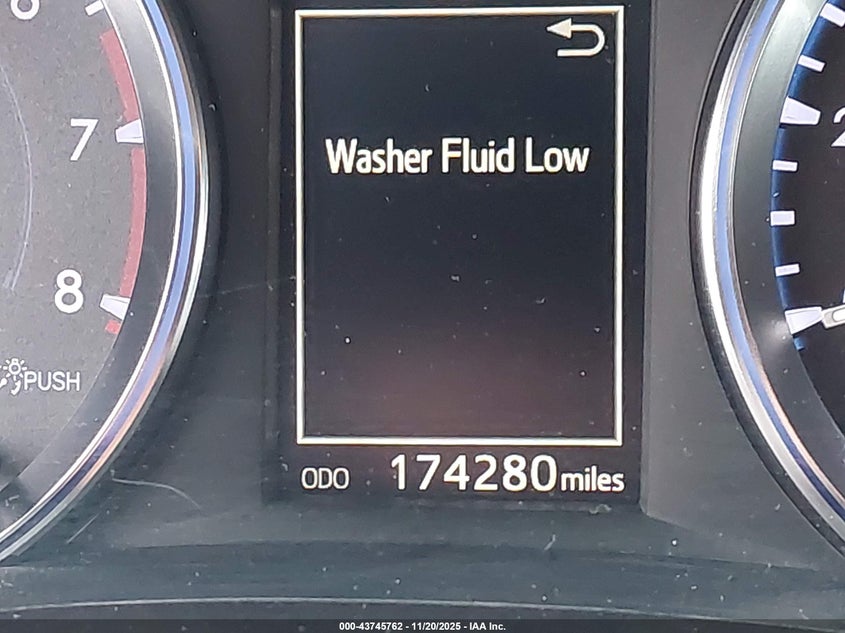 7
8
PUSH
Washer Fluid Low
ODO 174280 miles
000-43745762 - 11/20/2025 - IAA Inc.